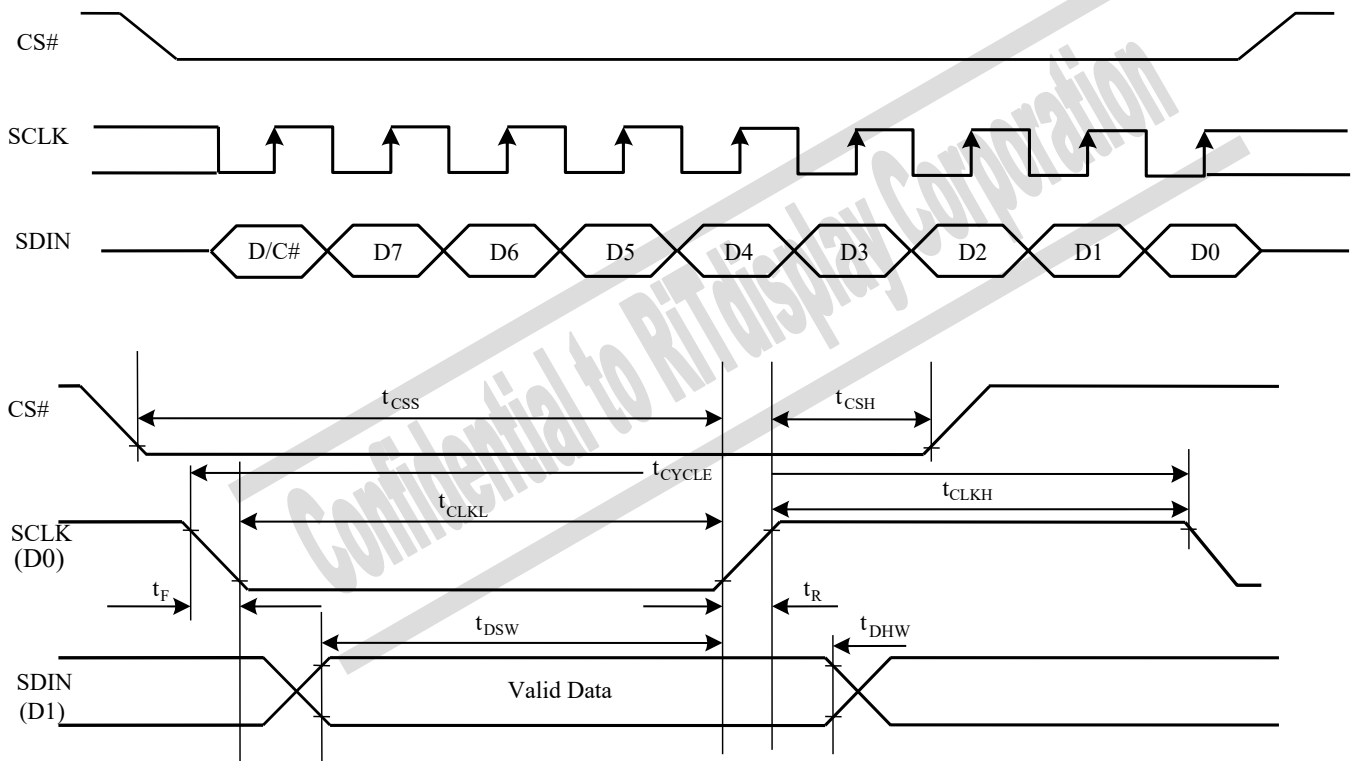 CS#
SCLK
SDIN
D/C# D7 D6 D5 D4 D3 D2 D1 D0
Confidential to RiTdisplay Corporation
CS#
tCSS
tCSH
tCYCLE
tCLKL
tCLKH
SCLK
(D0)
tF
tR
tDSW
tDHW
SDIN
(D1)
Valid Data